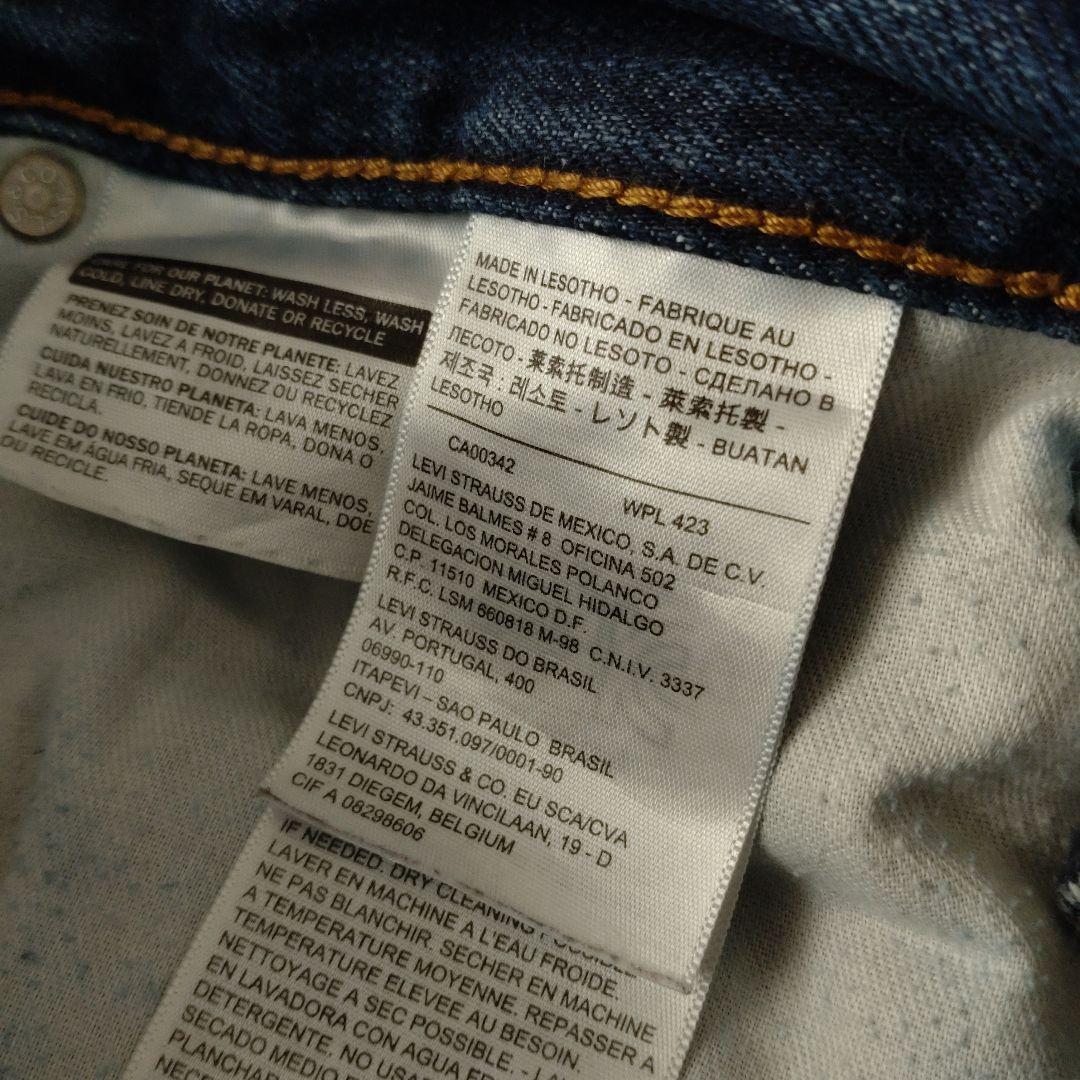 FOR OUR PLANET: WASH LESS, WASH
COLD, LINE DRY, DONATE OR RECYCLE
PRENEZ SOIN DE NOTRE PLANETE: LAVEZ
MOINS, LAVEZ A FROID, LAISSEZ SECHER
NATURELLEMENT, DONNEZ OU RECYCLEZ
CUIDA NUESTRO PLANETA: LAVA MENOS,
LAVA EN FRIO, TIENDE LA ROPA. DONA O
RECICLA.
CUIDE DO NOSSO PLANETA: LAVE MENOS,
LAVE EM ÁGUA FRIA, SEQUE EM VARAL, DOE
OU RECICLE.
MADE IN LESOTHO - FABRIQUE AU
LESOTHO - FABRICADO EN LESOTHO -
FABRICADO NO LESOTO - СДЕЛАНО В
ЛЕСОТО - 莱索托制造 - 萊索托製 -
제조국 : 레소토 - レソト製 - BUATAN
LESOTHO
CA00342 WPL 423
LEVI STRAUSS DE MEXICO, S.A. DE C.V.
JAIME BALMES # 8 OFICINA 502
COL. LOS MORALES POLANCO
DELEGACION MIGUEL HIDALGO
C.P. 11510 MEXICO D.F.
R.F.C. LSM 660818 M-98 C.N.I.V. 3337
LEVI STRAUSS DO BRASIL
AV. PORTUGAL, 400
06990-110
ITAPEVI – SAO PAULO BRASIL
CNPJ: 43.351.097/0001-90
LEVI STRAUSS & CO. EU SCA/CVA
LEONARDO DA VINCILAAN, 19 - D
1831 DIEGEM, BELGIUM
CIF A 08298606
IF NEEDED. DRY CLEANING POSSIBLE
LAVER EN MACHINE A L'EAU FROIDE.
NE PAS BLANCHIR. SECHER EN MACHINE
A TEMPERATURE MOYENNE. REPASSER A
TEMPERATURE ELEVEE AU BESOIN.
NETTOYAGE A SEC POSSIBLE. - LA
EN LAVADORA CON AGUA FR
DETERGENTE. NO USA
SECADO MEDIO
PLANCHAR
NECE